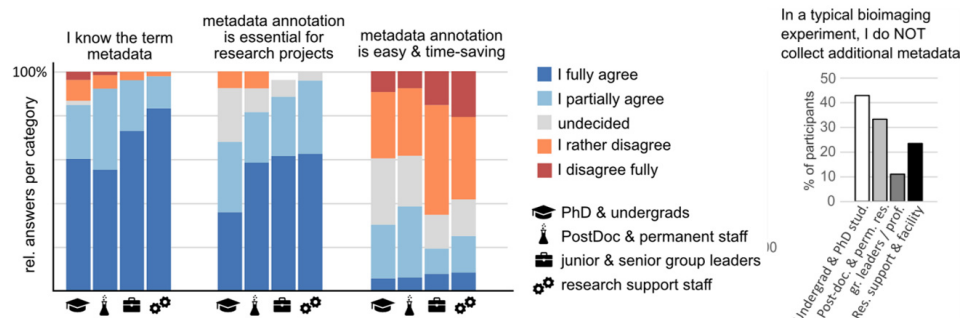 I know the term
metadata
metadata annotation
is essential for
research projects
metadata annotation
is easy & time-saving
100%
rel. answers per category
I fully agree
I partially agree
undecided
I rather disagree
I disagree fully
PhD & undergrads
PostDoc & permanent staff
junior & senior group leaders
research support staff
In a typical bioimaging
experiment, I do NOT
collect additional metadata
% of participants
50
40
30
20
10
0
00
Undergrad & PhD stud.
Post-doc. & perm. res.
gr. leaders / prof.
Res. support & facility